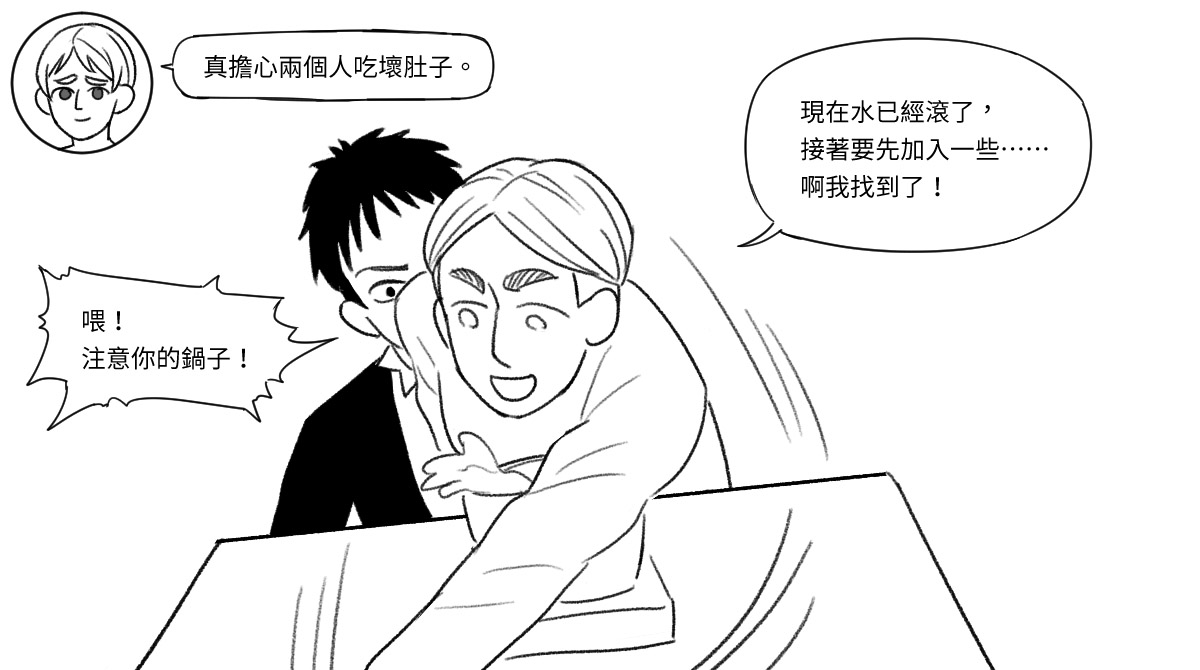 真擔心兩個人吃壞肚子。
現在水已經滾了，
接著要先加入一些⋯⋯
啊我找到了！
喂！
注意你的鍋子！